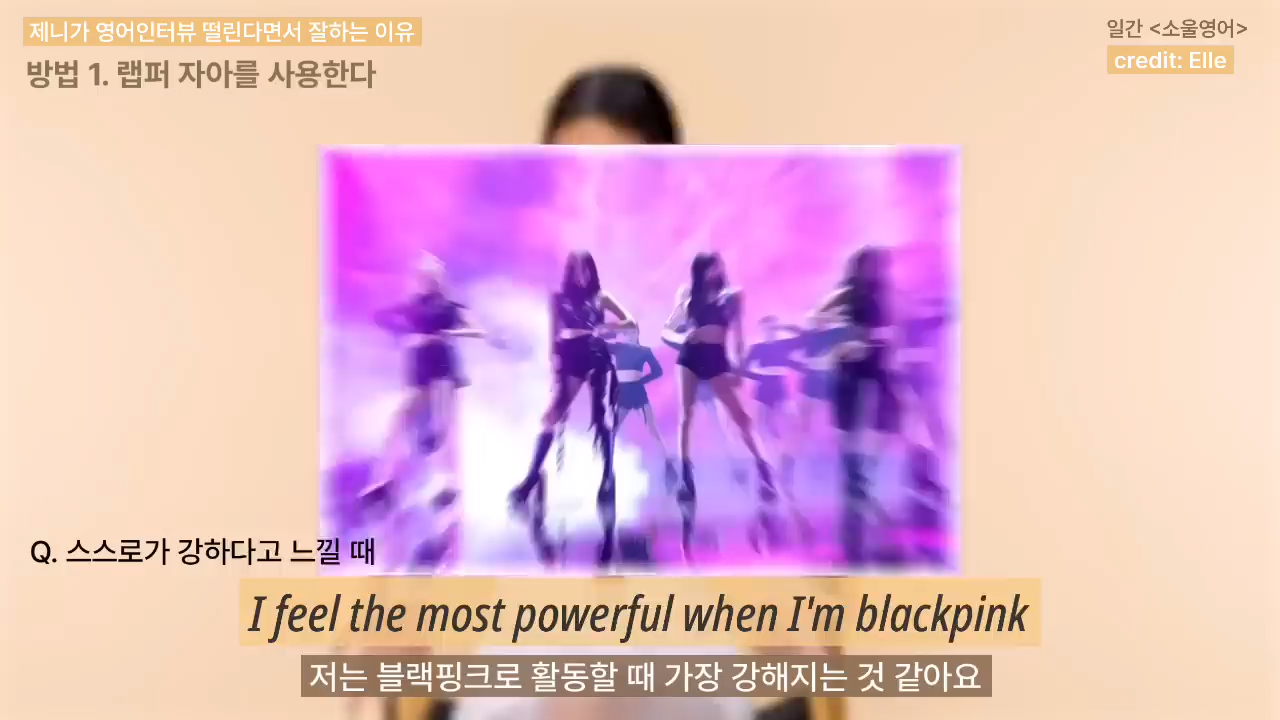 제니가 영어인터뷰 떨린다면서 잘하는 이유
일간 <소울영어>
방법 1. 랩퍼 자아를 사용한다
credit: Elle
Q. 스스로가 강하다고 느낄 때
I feel the most powerful when I'm blackpink
저는 블랙핑크로 활동할 때 가장 강해지는 것 같아요